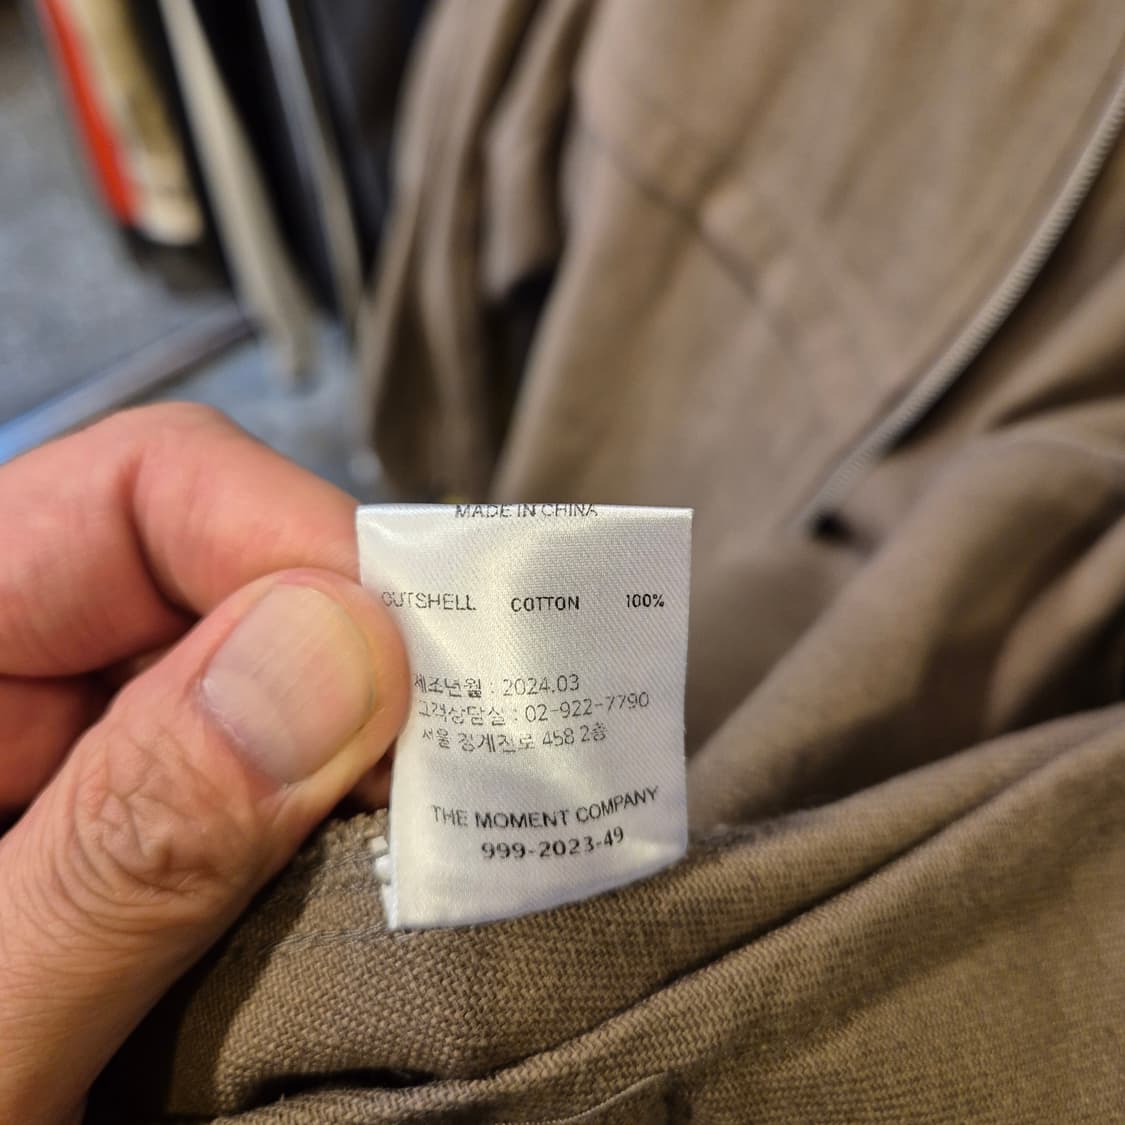 MADE IN CHINA
OUTSHELL COTTON 100%
제조년월 : 2024.03
고객상담실 : 02-922-7790
서울 청계천로 458 2층
THE MOMENT COMPANY
999-2023-49